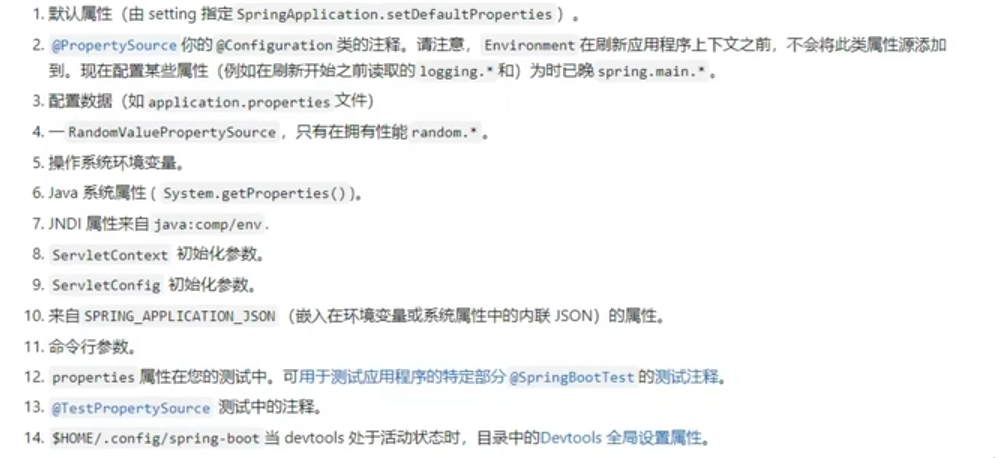 1. 默认属性（由 setting 指定 SpringApplication.setDefaultProperties）。
2. @PropertySource 你的 @Configuration 类的注释。请注意， Environment 在刷新应用程序上下文之前，不会将此类属性源添加
到。现在配置某些属性（例如在刷新开始之前读取的 logging.* 和）为时已晚 spring.main.* 。
3. 配置数据（如 application.properties 文件）
4. 一 RandomValuePropertySource ，只有在拥有性能 random.* 。
5. 操作系统环境变量。
6. Java 系统属性 ( System.getProperties() )。
7. JNDI 属性来自 java:comp/env .
8. ServletContext 初始化参数。
9. ServletConfig 初始化参数。
10. 来自 SPRING_APPLICATION_JSON （嵌入在环境变量或系统属性中的内联 JSON）的属性。
11. 命令行参数。
12. properties 属性在您的测试中。可用于测试应用程序的特定部分 @SpringBootTest 的测试注释。
13. @TestPropertySource 测试中的注释。
14. $HOME/.config/spring-boot 当 devtools 处于活动状态时，目录中的Devtools 全局设置属性。